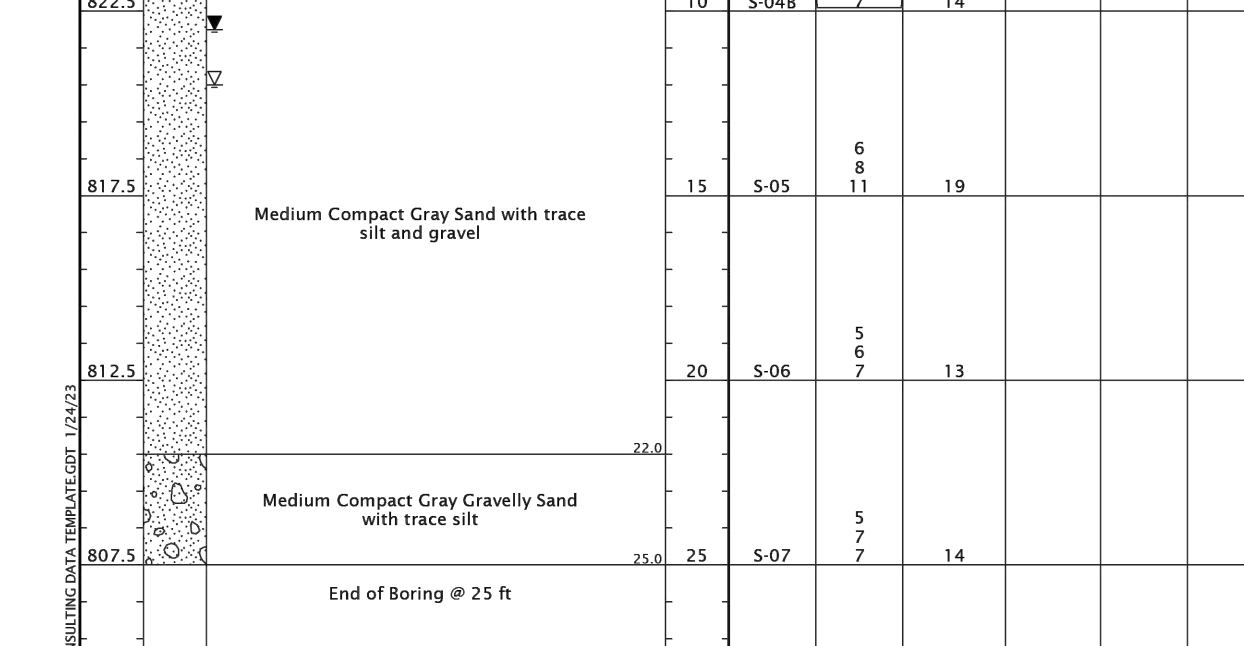 822.5 10 S-04B 7 14
6
8
817.5 15 S-05 11 19
Medium Compact Gray Sand with trace
silt and gravel
5
6
812.5 20 S-06 7 13
22.0
Medium Compact Gray Gravelly Sand
with trace silt
5
7
807.5 25.0 25 S-07 7 14
End of Boring @ 25 ft
DATA TEMPLATE.GDT 1/24/23